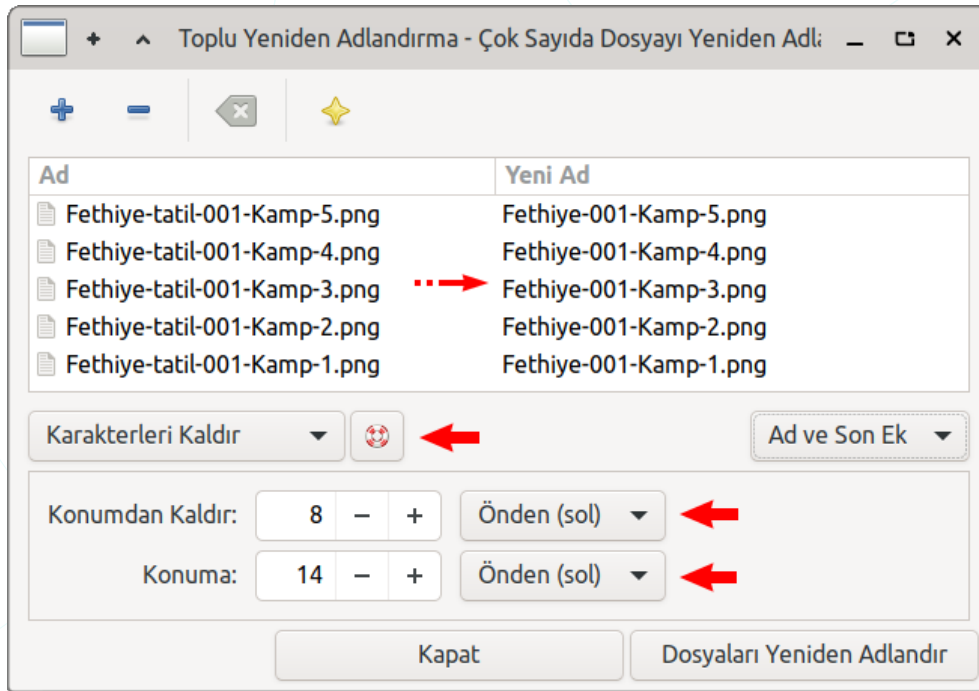 Toplu Yeniden Adlandırma - Çok Sayıda Dosyayı Yeniden Adla
Ad Yeni Ad
Fethiye-tatil-001-Kamp-5.png Fethiye-001-Kamp-5.png
Fethiye-tatil-001-Kamp-4.png Fethiye-001-Kamp-4.png
Fethiye-tatil-001-Kamp-3.png Fethiye-001-Kamp-3.png
Fethiye-tatil-001-Kamp-2.png Fethiye-001-Kamp-2.png
Fethiye-tatil-001-Kamp-1.png Fethiye-001-Kamp-1.png
Karakterleri Kaldır Ad ve Son Ek
Konumdan Kaldır: 8 − + Önden (sol)
Konuma: 14 − + Önden (sol)
Kapat Dosyaları Yeniden Adlandır